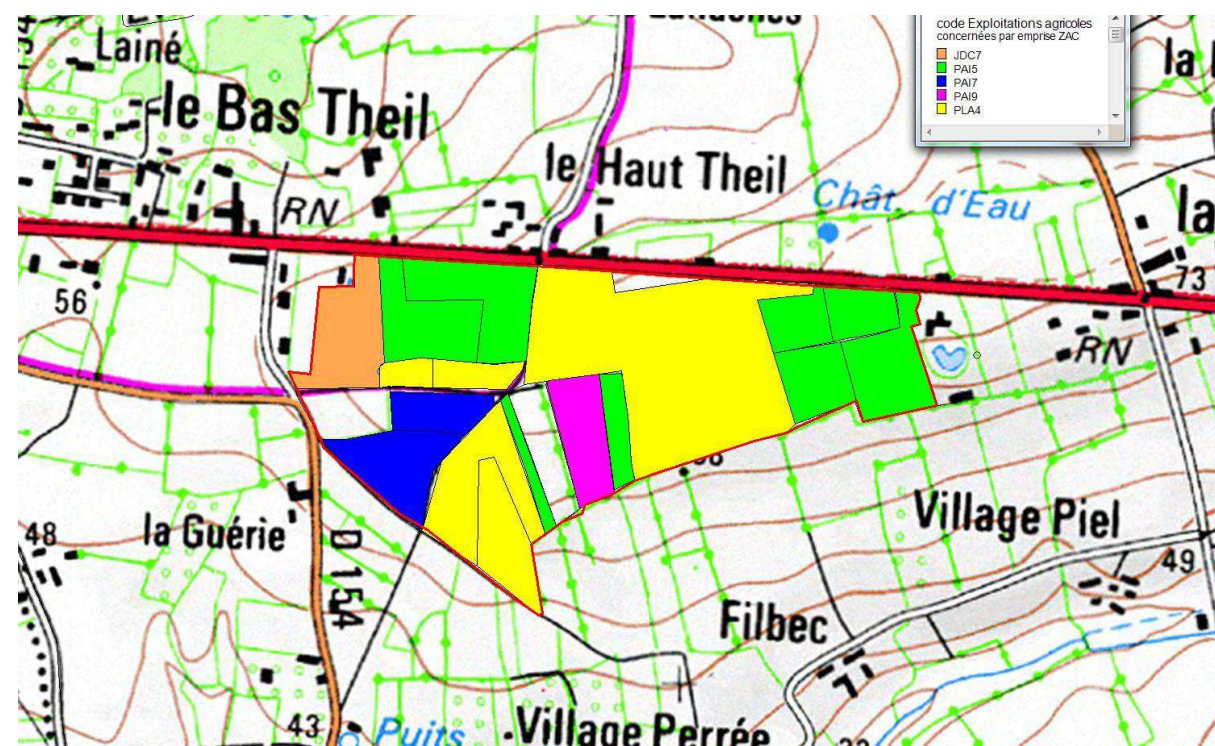 code Exploitations agricoles
concernées par emprise ZAC
JDC7
PAI5
PAI7
PAI9
PLA4
Lainé
le Bas Theil
le Haut Theil
Chât. d'Eau
RN
la
73
56
RN
Village Piel
la Guérie
48
D 154
49
Filbec
43
Puits
Village Perrée